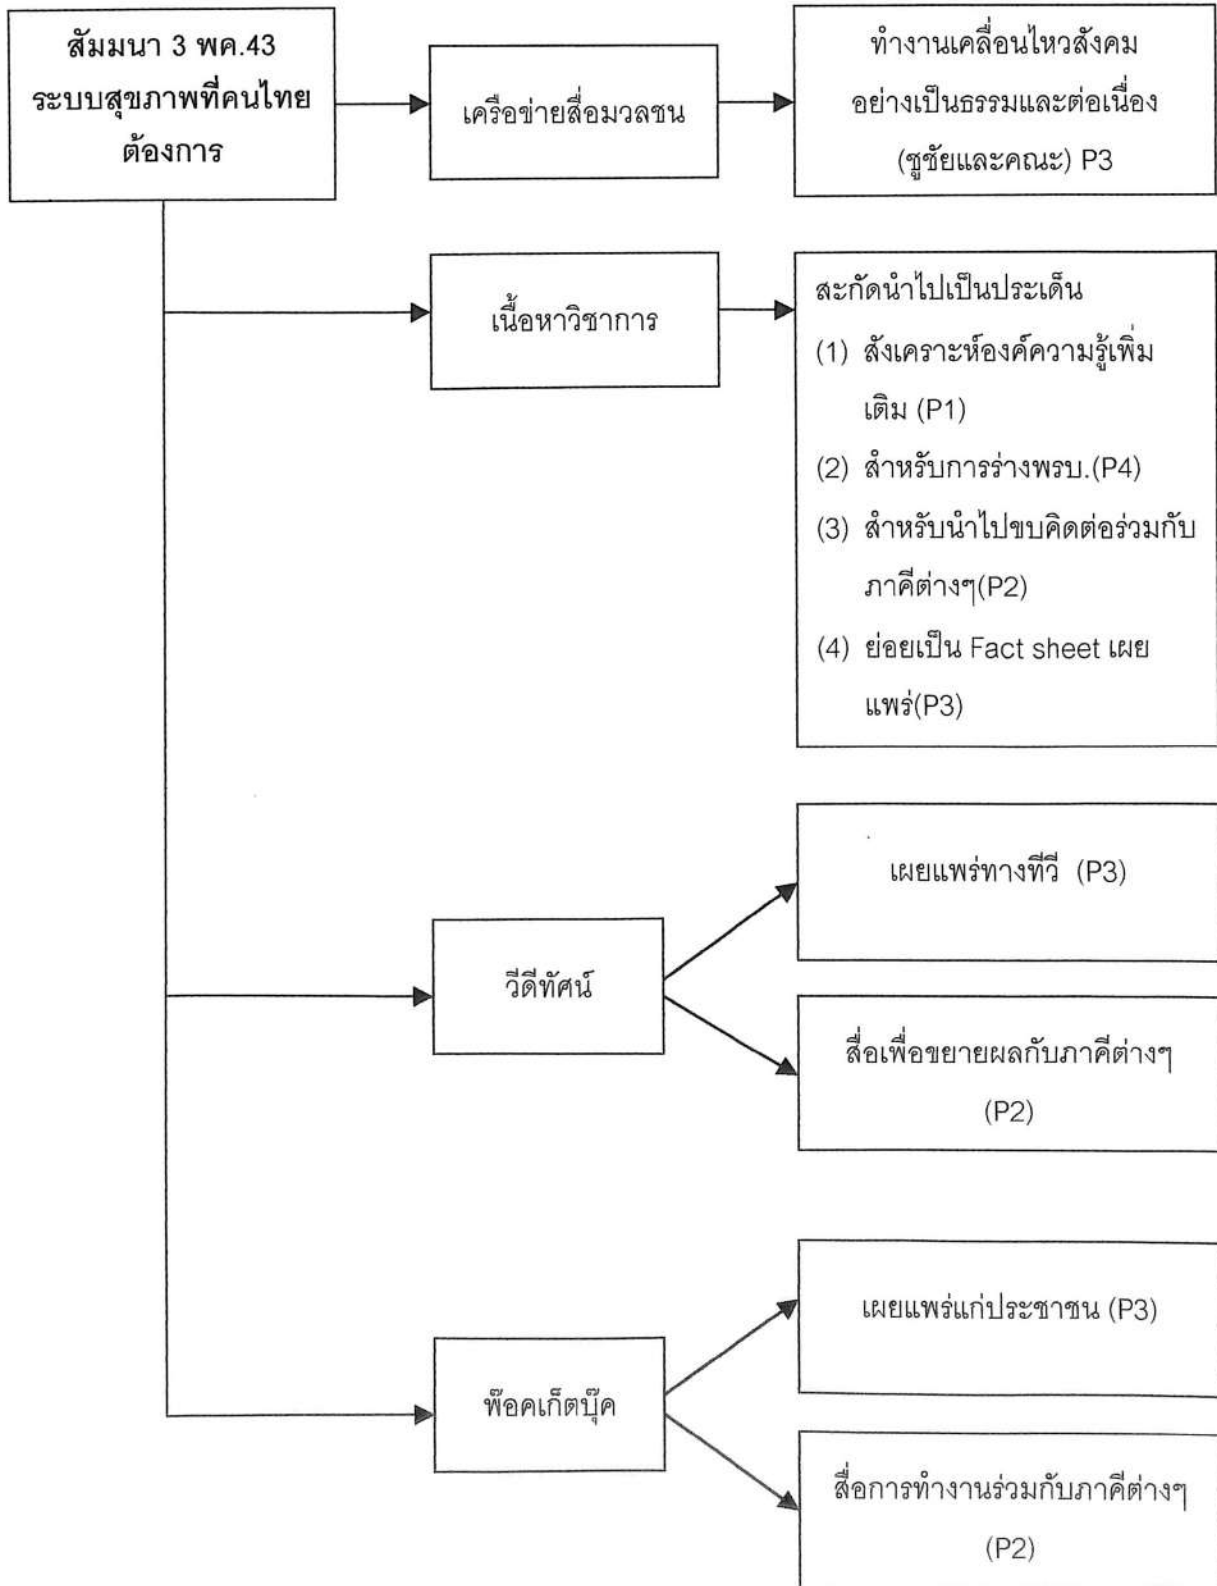 สัมมนา 3 พค.43
ระบบสุขภาพที่คนไทย
ต้องการ
เครือข่ายสื่อมวลชน
ทำงานเคลื่อนไหวสังคม
อย่างเป็นธรรมและต่อเนื่อง
(ชูชัยและคณะ) P3
เนื้อหาวิชาการ
สะกัดนำไปเป็นประเด็น
(1) สังเคราะห์องค์ความรู้เพิ่ม
เติม (P1)
(2) สำหรับการร่างพรบ.(P4)
(3) สำหรับนำไปขบคิดต่อร่วมกับ
ภาคีต่างๆ(P2)
(4) ย่อยเป็น Fact sheet เผย
แพร่(P3)
วีดีทัศน์
เผยแพร่ทางทีวี (P3)
สื่อเพื่อขยายผลกับภาคีต่างๆ
(P2)
พ๊อคเก็ตบุ๊ค
เผยแพร่แก่ประชาชน (P3)
สื่อการทำงานร่วมกับภาคีต่างๆ
(P2)